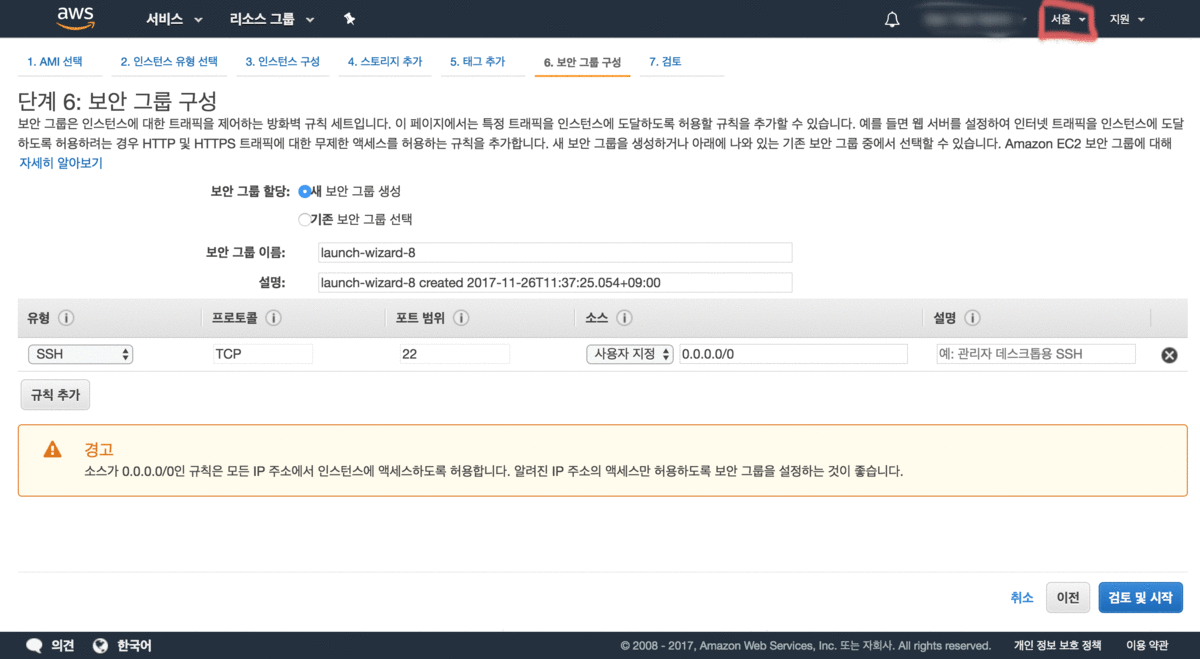 aws 서비스 리소스 그룹 서울 지원
1. AMI 선택 2. 인스턴스 유형 선택 3. 인스턴스 구성 4. 스토리지 추가 5. 태그 추가 6. 보안 그룹 구성 7. 검토
단계 6: 보안 그룹 구성
보안 그룹은 인스턴스에 대한 트래픽을 제어하는 방화벽 규칙 세트입니다. 이 페이지에서는 특정 트래픽을 인스턴스에 도달하도록 허용할 규칙을 추가할 수 있습니다. 예를 들면 웹 서버를 설정하여 인터넷 트래픽을 인스턴스에 도달
하도록 허용하려는 경우 HTTP 및 HTTPS 트래픽에 대한 무제한 액세스를 허용하는 규칙을 추가합니다. 새 보안 그룹을 생성하거나 아래에 나와 있는 기존 보안 그룹 중에서 선택할 수 있습니다. Amazon EC2 보안 그룹에 대해
자세히 알아보기
보안 그룹 할당: 새 보안 그룹 생성
기존 보안 그룹 선택
보안 그룹 이름: launch-wizard-8
설명: launch-wizard-8 created 2017-11-26T11:37:25.054+09:00
유형 프로토콜 포트 범위 소스 설명
SSH TCP 22 사용자 지정 0.0.0.0/0 예: 관리자 데스크톱용 SSH
규칙 추가
경고
소스가 0.0.0.0/0인 규칙은 모든 IP 주소에서 인스턴스에 액세스하도록 허용합니다. 알려진 IP 주소의 액세스만 허용하도록 보안 그룹을 설정하는 것이 좋습니다.
취소 이전 검토 및 시작
의견 한국어 © 2008 - 2017, Amazon Web Services, Inc. 또는 자회사. All rights reserved. 개인 정보 보호 정책 이용 약관